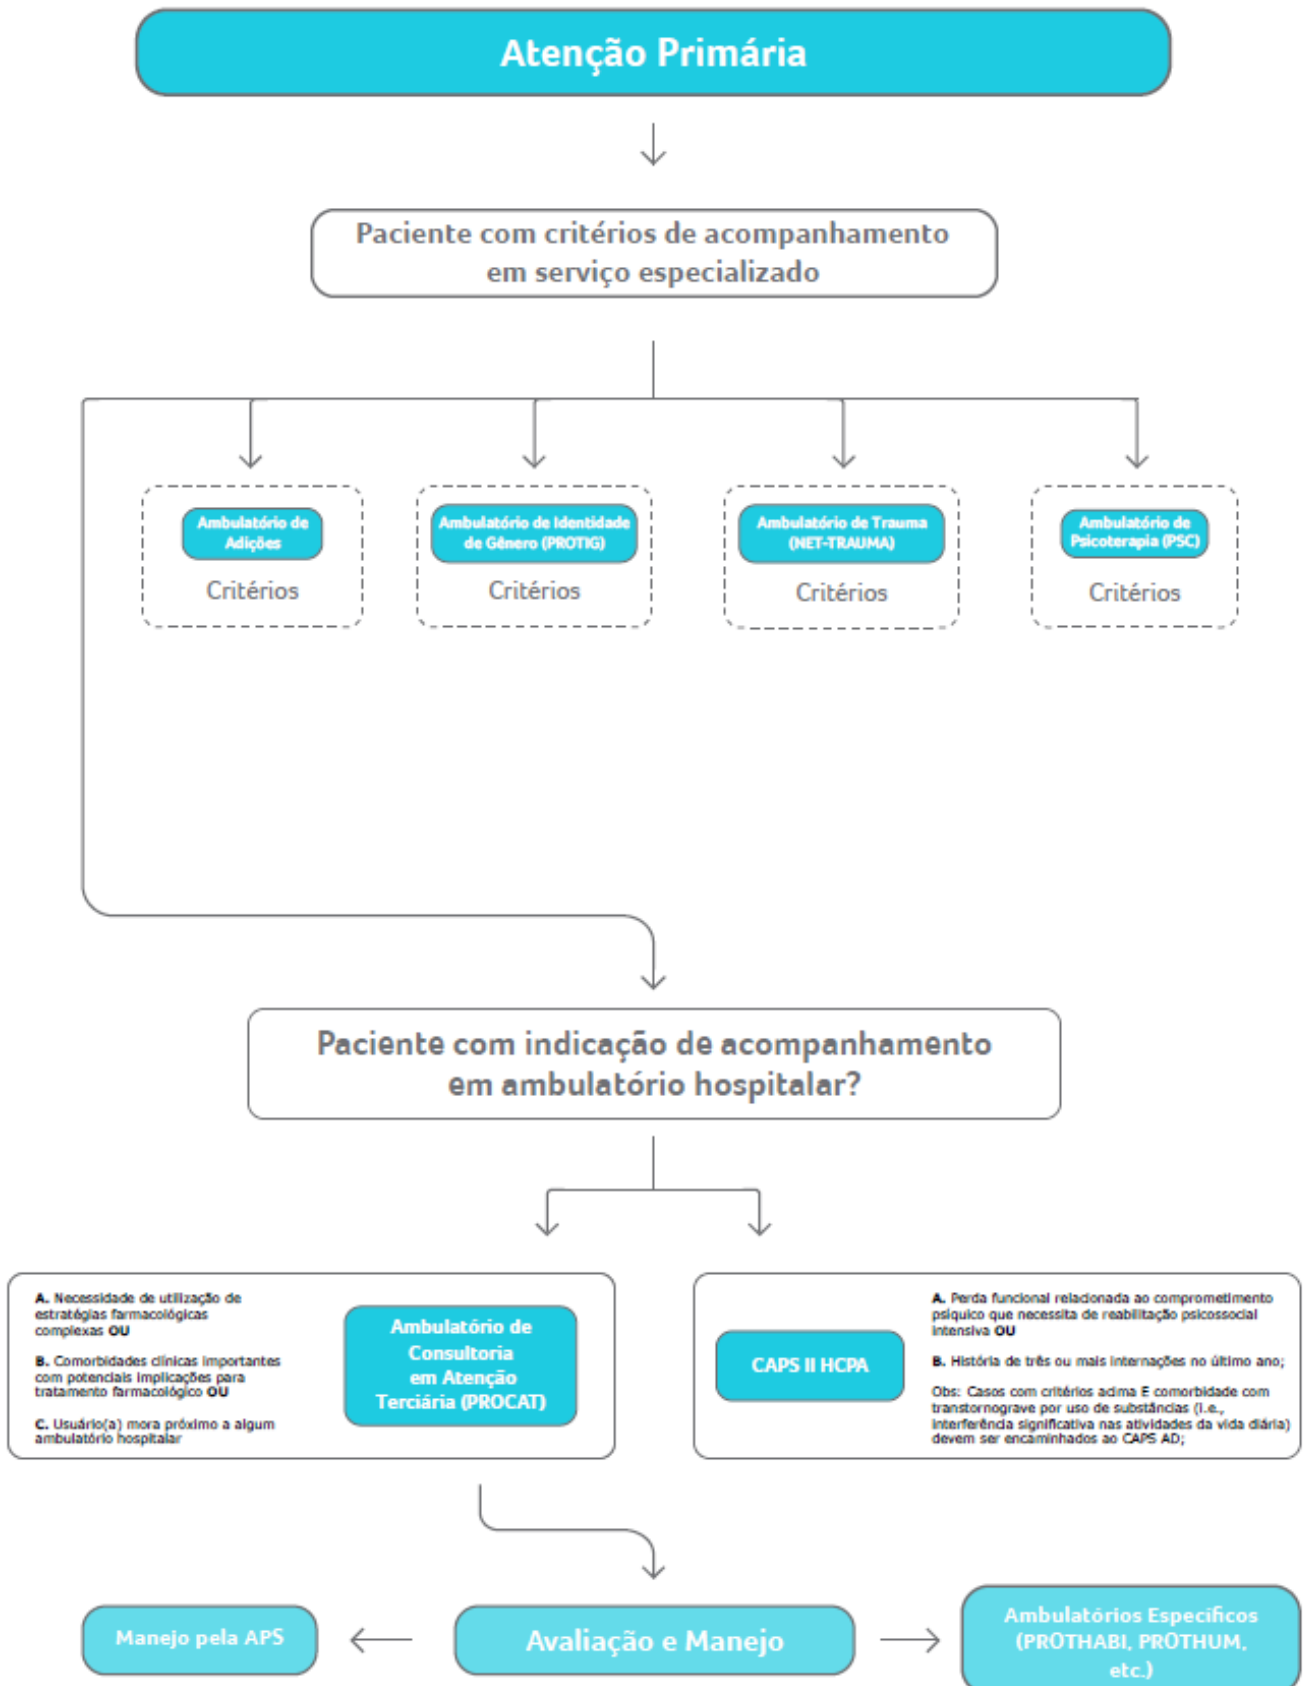 Atenção Primária
Paciente com critérios de acompanhamento
em serviço especializado
Ambulatório de
Adições
Critérios
Ambulatório de Identidade
de Gênero (PROTIG)
Critérios
Ambulatório de Trauma
(NET-TRAUMA)
Critérios
Ambulatório de
Psicoterapia (PSC)
Critérios
Paciente com indicação de acompanhamento
em ambulatório hospitalar?
A. Necessidade de utilização de
estratégias farmacológicas
complexas OU
B. Comorbidades clínicas importantes
com potenciais implicações para
tratamento farmacológico OU
C. Usuário(a) mora próximo a algum
ambulatório hospitalar
Ambulatório de
Consultoria
em Atenção
Terciária (PROCAT)
CAPS II HCPA
A. Perda funcional relacionada ao comprometimento
psíquico que necessita de reabilitação psicossocial
intensiva OU
B. História de três ou mais internações no último ano;
Obs: Casos com critérios acima E comorbidade com
transtornograve por uso de substâncias (i.e.,
interferência significativa nas atividades da vida diária)
devem ser encaminhados ao CAPS AD;
Manejo pela APS
Avaliação e Manejo
Ambulatórios Específicos
(PROTHABI, PROTHUM,
etc.)